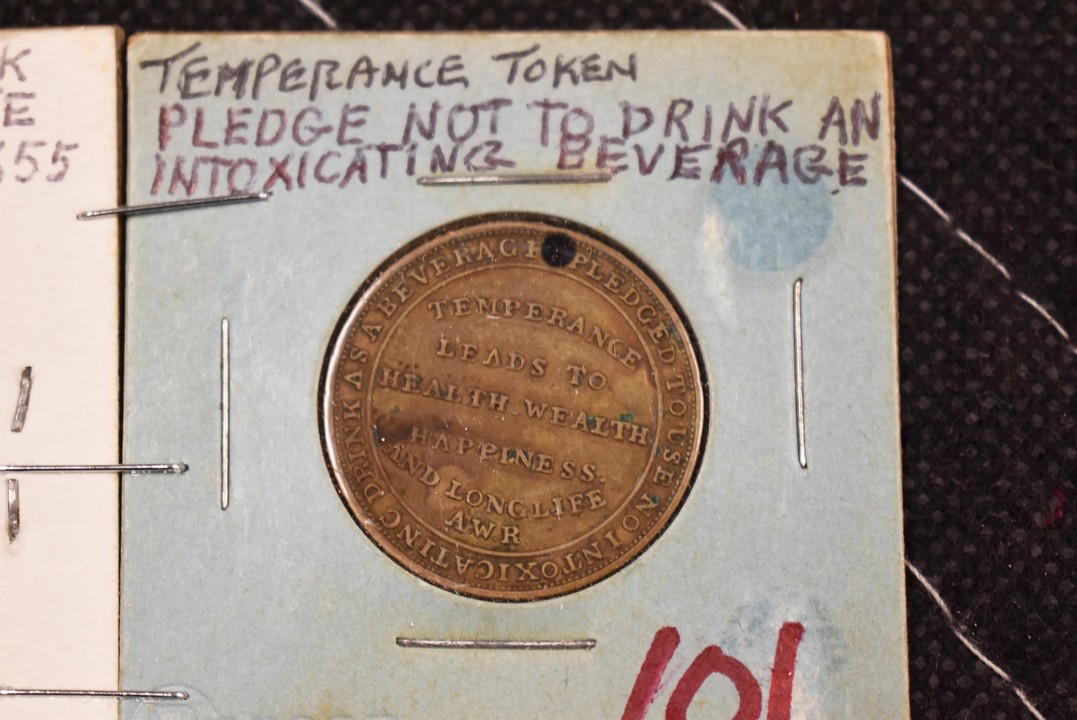 K
E
55
TEMPERANCE TOKEN
PLEDGE NOT TO DRINK AN
INTOXICATING BEVERAGE
PLEDGED TO USE NO INTOXICATING DRINK AS A BEVERAGE
TEMPERANCE
LEADS TO
HEALTH. WEALTH
HAPPINESS.
AND LONG LIFE
A.W.R
101